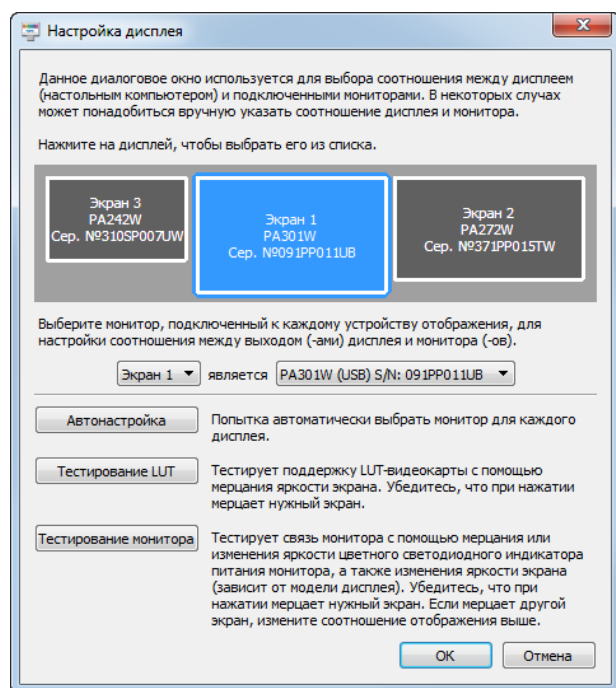 Настройка дисплея
Данное диалоговое окно используется для выбора соотношения между дисплеем
(настольным компьютером) и подключенными мониторами. В некоторых случах
может понадобиться вручную указать соотношение дисплея и монитора.
Нажмите на дисплей, чтобы выбрать его из списка.
Экран 3
PA242W
Сер. №310SP007UW
Экран 1
PA301W
Сер. №091PP011UB
Экран 2
PA272W
Сер. №371PP015TW
Выберите монитор, подключенный к каждому устройству отображения, для
настройки соотношения между выходом (-ами) дисплея и монитора (-ов).
Экран 1 является PA301W (USB) S/N: 091PP011UB
Автонастройка
Попытка автоматически выбрать монитор для каждого
дисплея.
Тестирование LUT
Тестирует поддержку LUT-видеокарты с помощью
мерцания яркости экрана. Убедитесь, что при нажатии
мерцает нужный экран.
Тестирование монитора
Тестирует связь монитора с помощью мерцания или
изменения яркости цветного светодиодного индикатора
питания монитора, а также изменения яркости экрана
(зависит от модели дисплея). Убедитесь, что при
нажатии мерцает нужный экран. Если мерцает другой
экран, измените соотношение отображения выше.
ОК Отмена